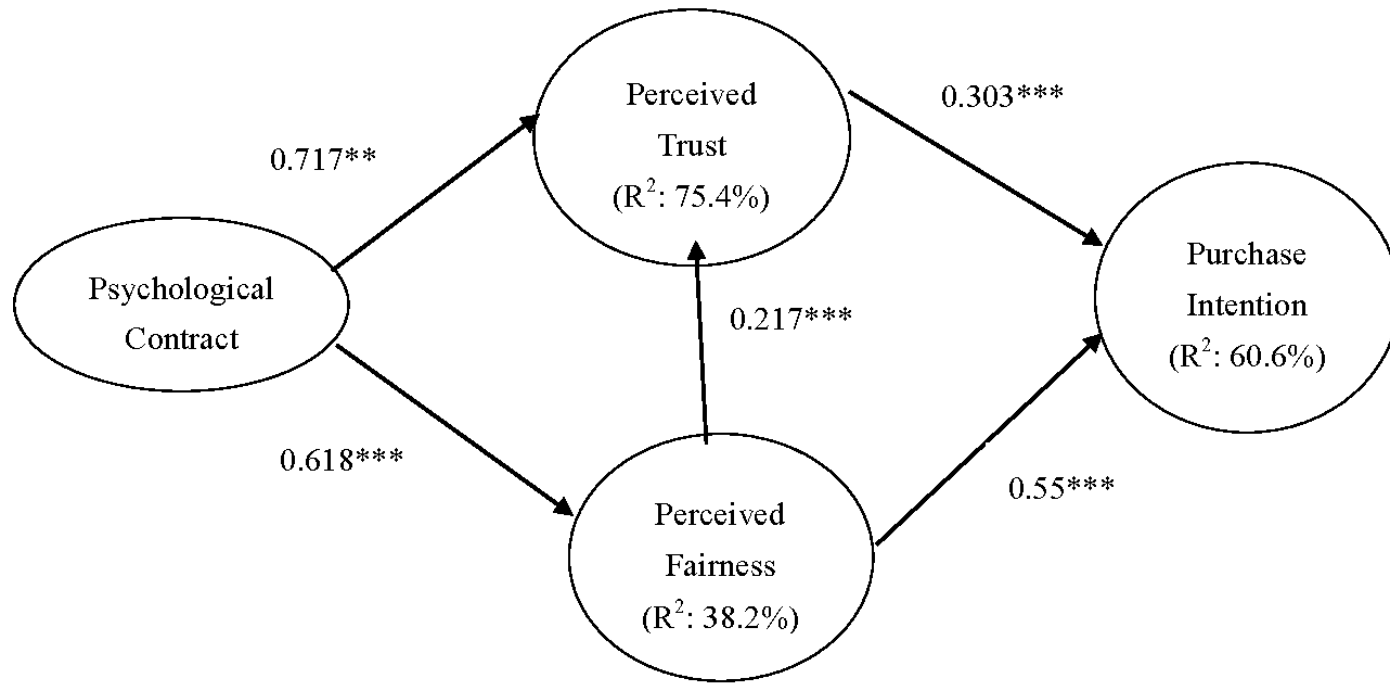 Perceived
Trust
(R²: 75.4%)
0.303***
0.717**
Psychological
Contract
0.217***
Purchase
Intention
(R²: 60.6%)
0.618***
0.55***
Perceived
Fairness
(R²: 38.2%)